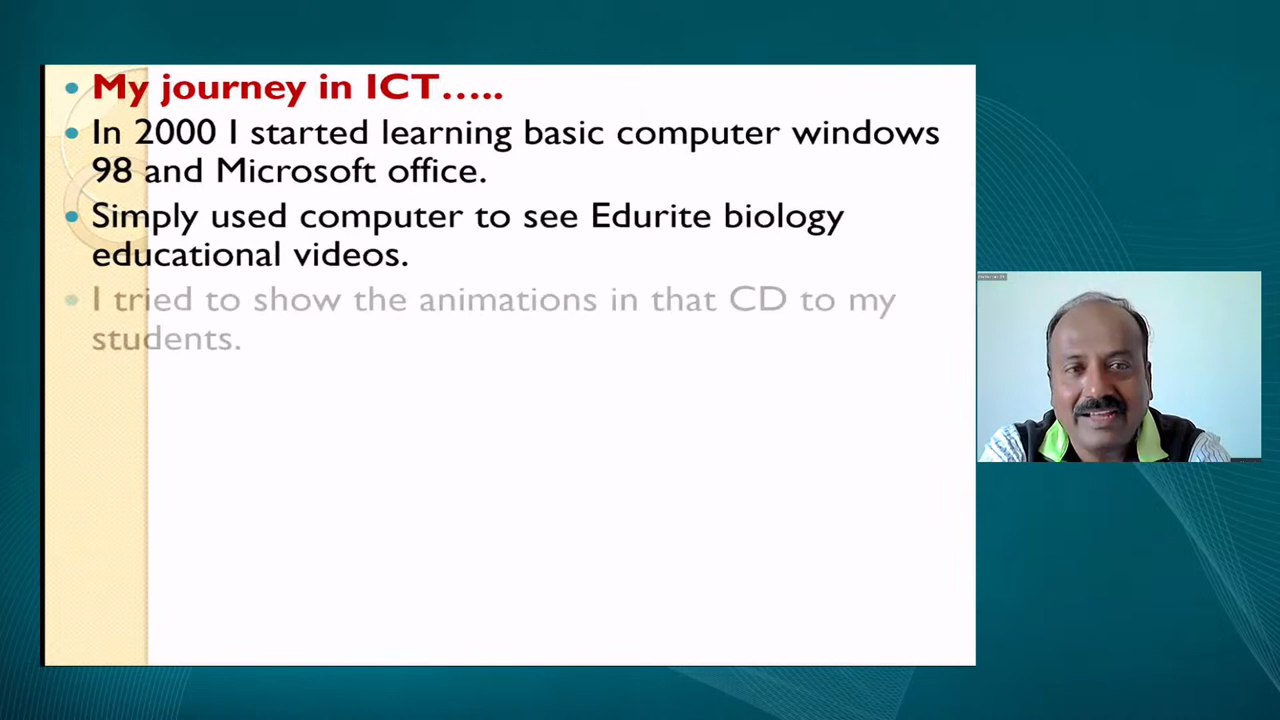 My journey in ICT…..
In 2000 I started learning basic computer windows
98 and Microsoft office.
Simply used computer to see Edurite biology
educational videos.
I tried to show the animations in that CD to my
students.